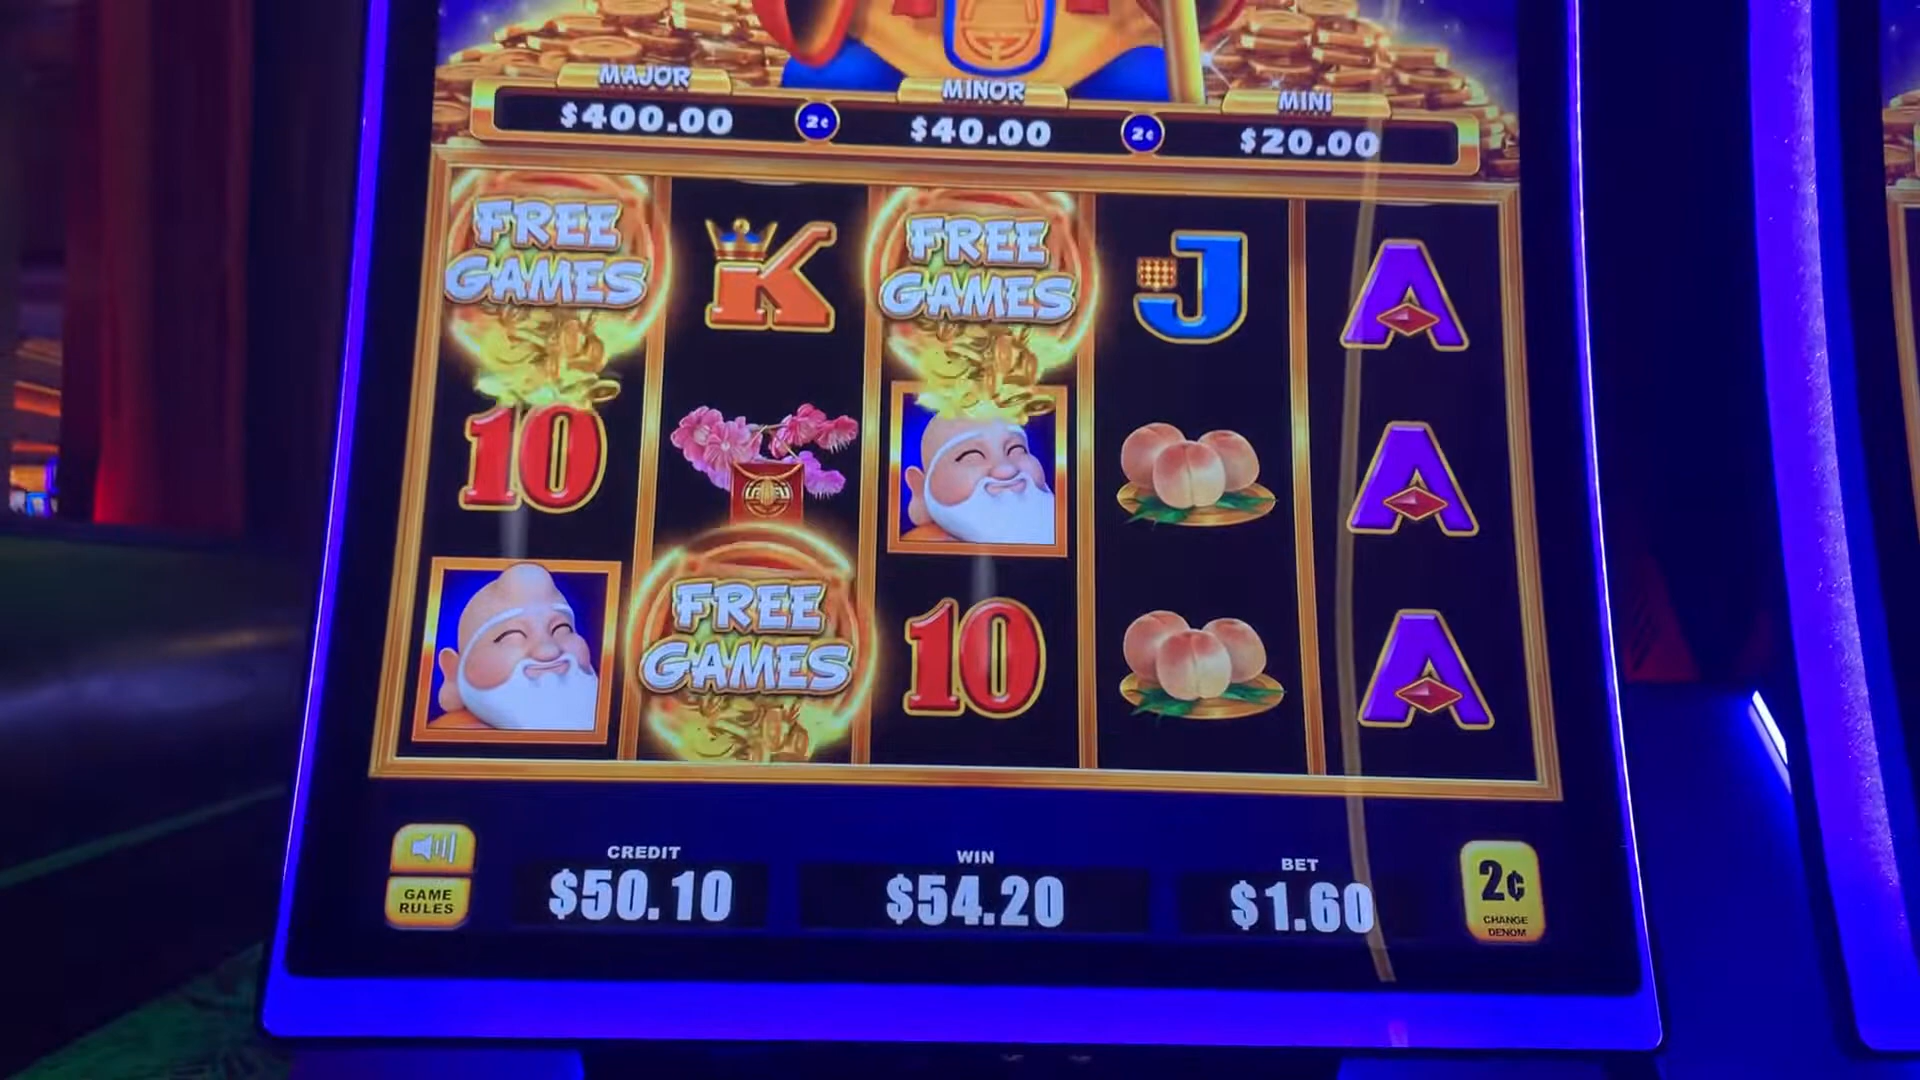 MAJOR
MINOR
MINI
$400.00
2¢
$40.00
2¢
$20.00
FREE
GAMES
K
FREE
GAMES
J
A
10
A
FREE
GAMES
10
A
CREDIT
WIN
BET
$50.10
$54.20
$1.60
GAME
RULES
2¢
CHANGE
DENOM